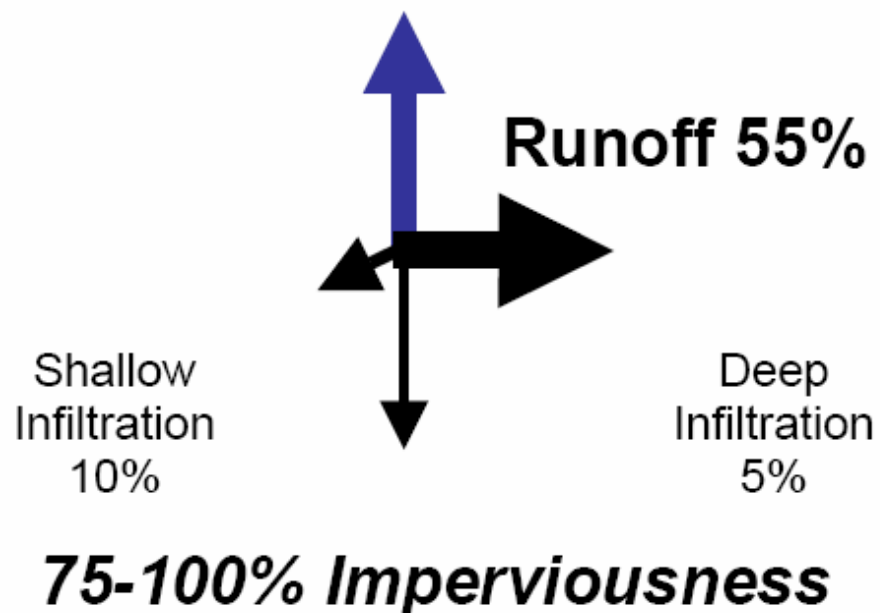 Runoff 55%
Shallow
Infiltration
10%
Deep
Infiltration
5%
75-100% Imperviousness